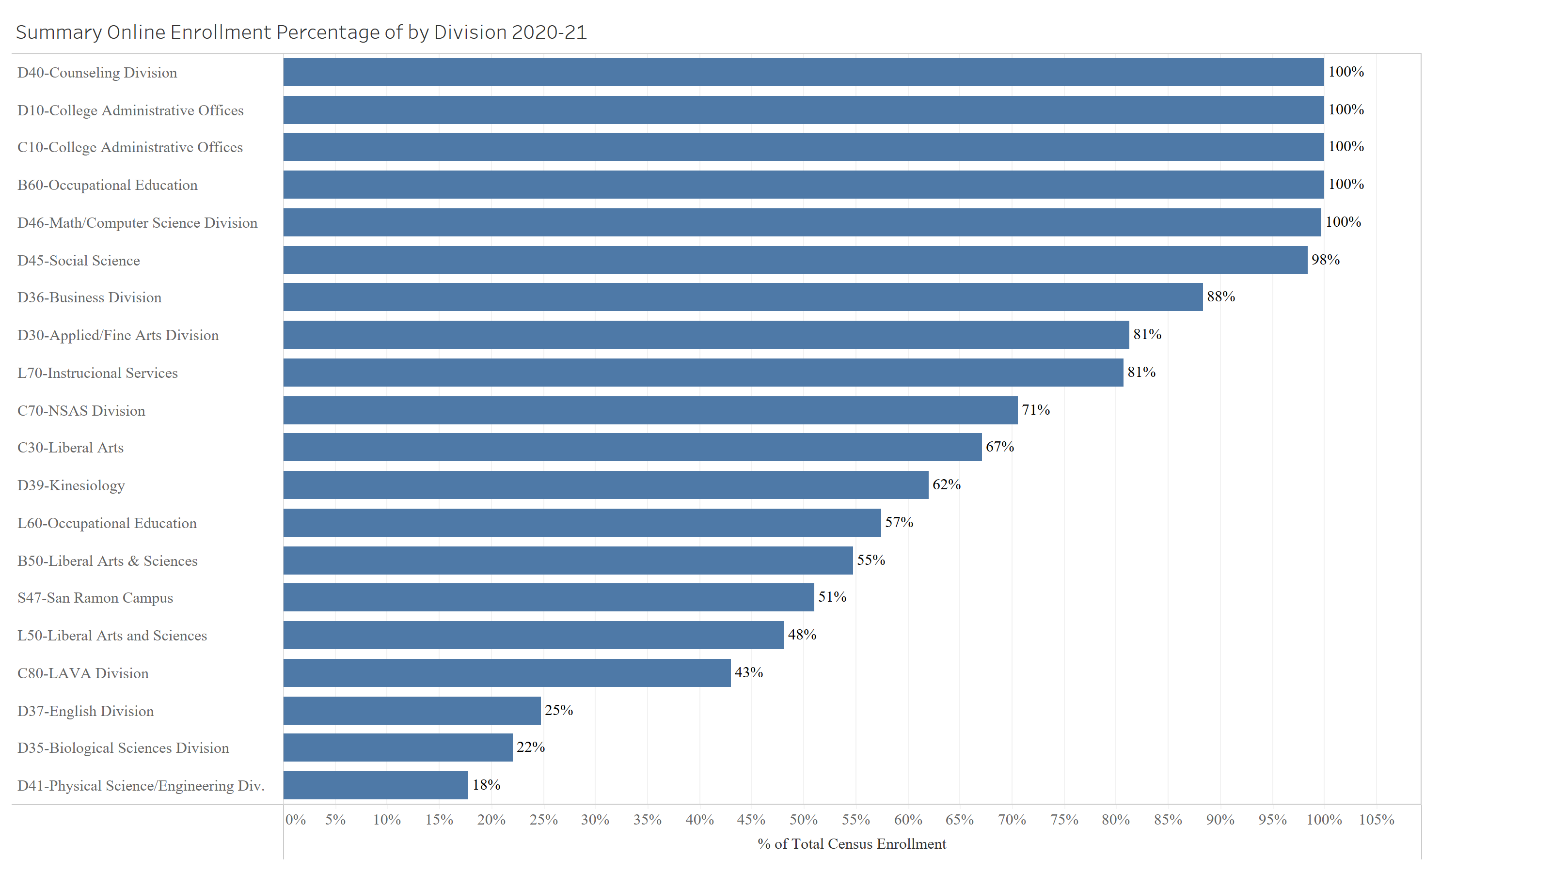 Summary Online Enrollment Percentage of by Division 2020-21
D40-Counseling Division 100%
D10-College Administrative Offices 100%
C10-College Administrative Offices 100%
B60-Occupational Education 100%
D46-Math/Computer Science Division 100%
D45-Social Science 98%
D36-Business Division 88%
D30-Applied/Fine Arts Division 81%
L70-Instrucional Services 81%
C70-NSAS Division 71%
C30-Liberal Arts 67%
D39-Kinesiology 62%
L60-Occupational Education 57%
B50-Liberal Arts & Sciences 55%
S47-San Ramon Campus 51%
L50-Liberal Arts and Sciences 48%
C80-LAVA Division 43%
D37-English Division 25%
D35-Biological Sciences Division 22%
D41-Physical Science/Engineering Div. 18%
0% 5% 10% 15% 20% 25% 30% 35% 40% 45% 50% 55% 60% 65% 70% 75% 80% 85% 90% 95% 100% 105%
% of Total Census Enrollment